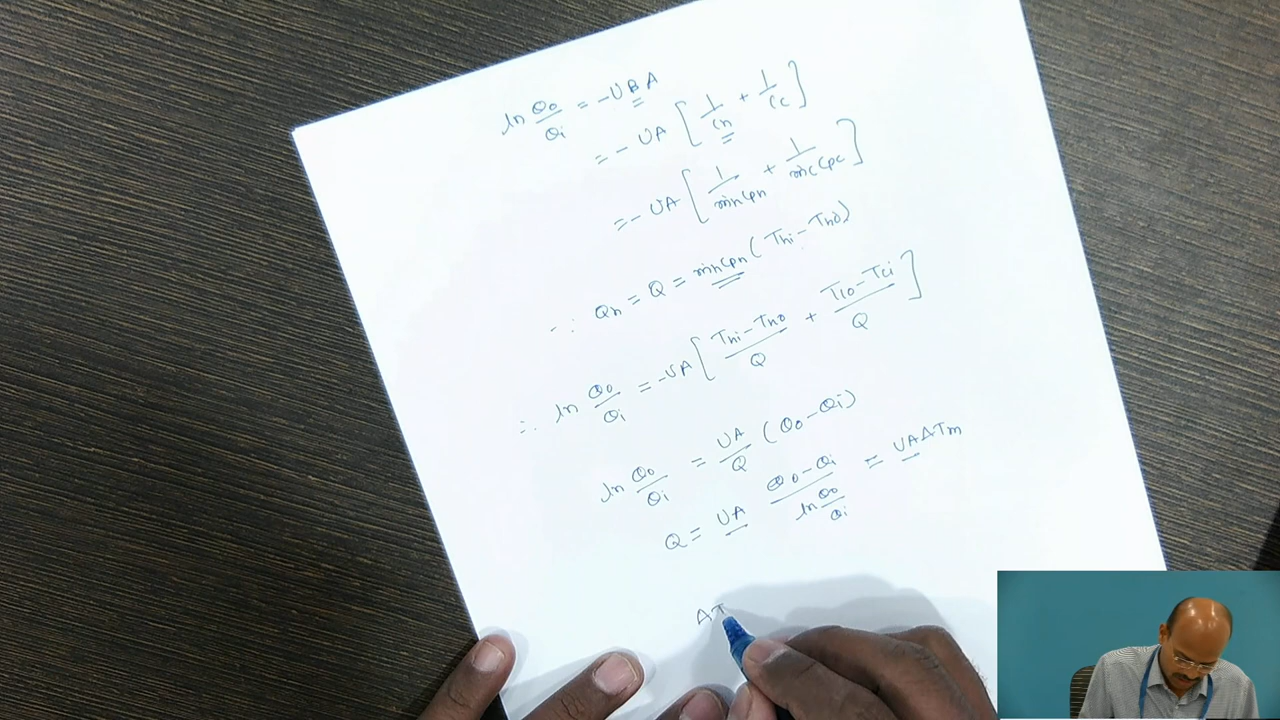 ln θo/θi = -UBA
= - UA [1/Ch + 1/Cc]
= - UA [1/ṁhCph + 1/ṁcCpc]
∴ Qh = Q = ṁhCph (Thi - Tho)
∴ ln θo/θi = -UA [Thi - Tho/Q + Tco - Tci/Q]
ln θo/θi = UA/Q (θo - θi)
Q = UA θo - θi/ln θo/θi = UAΔTm
ΔT